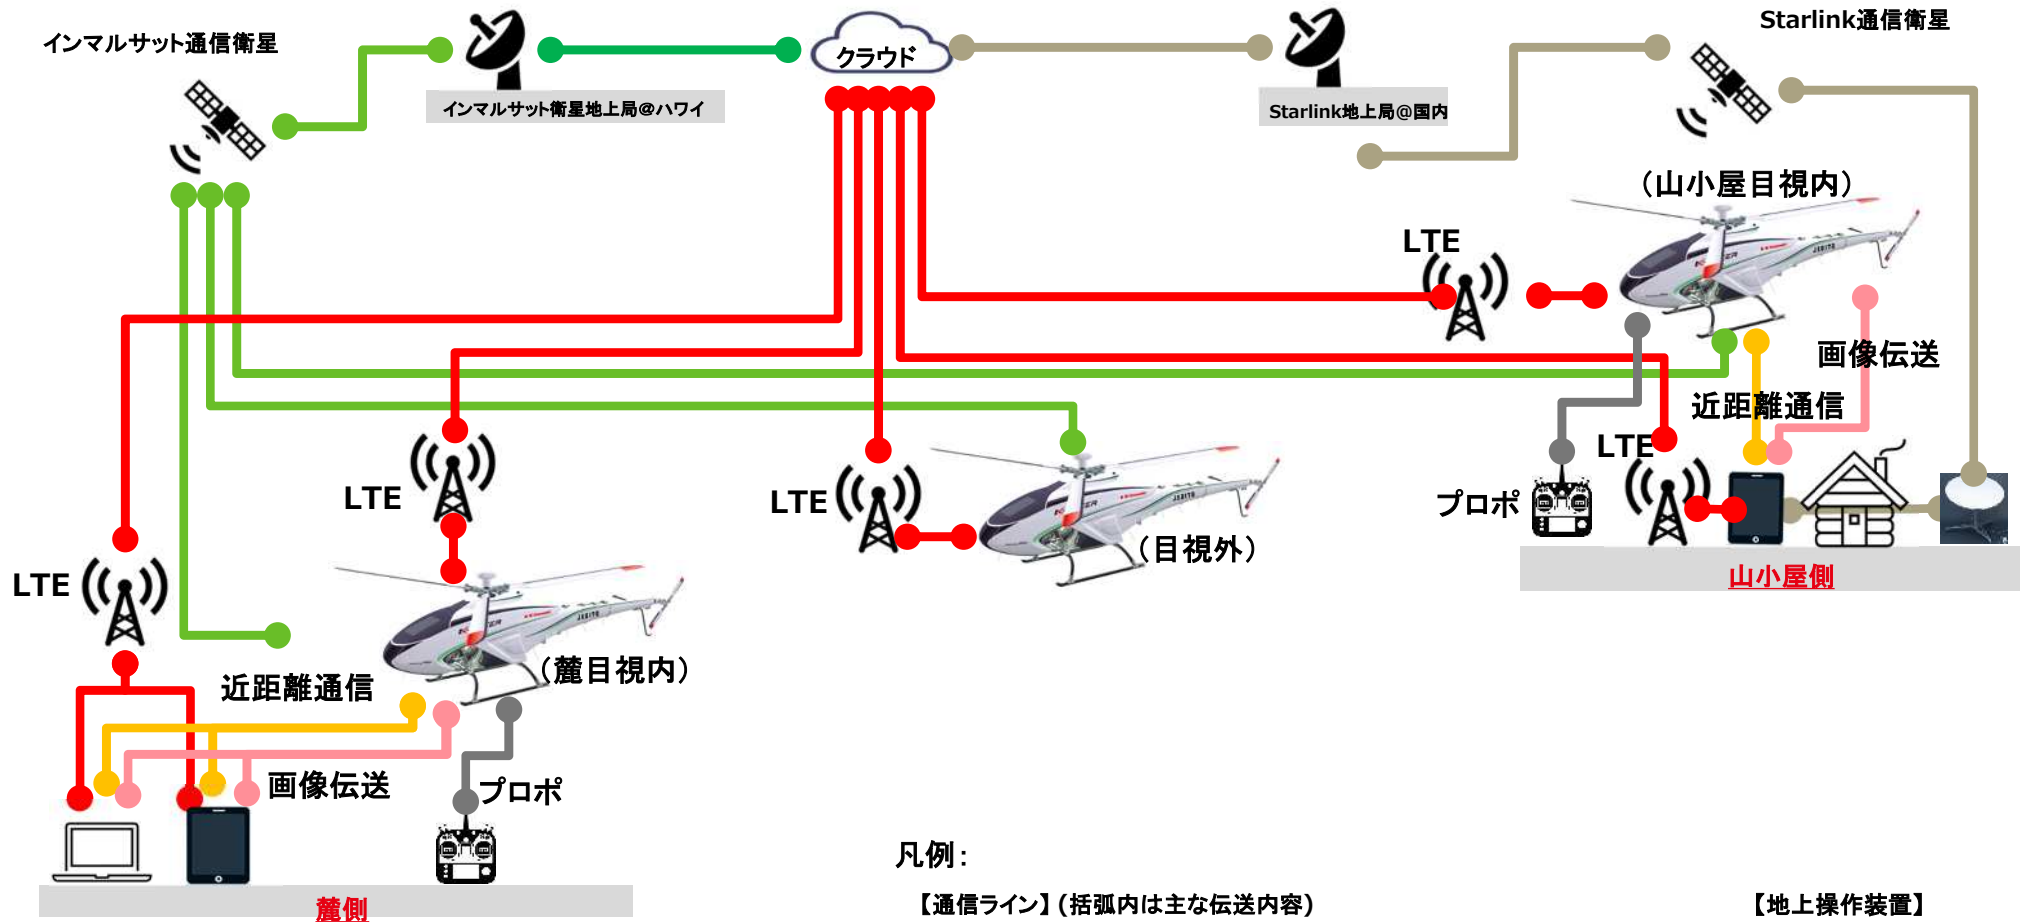 インマルサット通信衛星
クラウド
Starlink通信衛星
インマルサット衛星地上局@ハワイ
Starlink地上局@国内
（山小屋目視内）
LTE
画像伝送
近距離通信
LTE
LTE
LTE
プロポ
（目視外）
山小屋側
LTE
（麓目視内）
近距離通信
画像伝送
プロポ
凡例：
麓側
【通信ライン】(括弧内は主な伝送内容)
【地上操作装置】